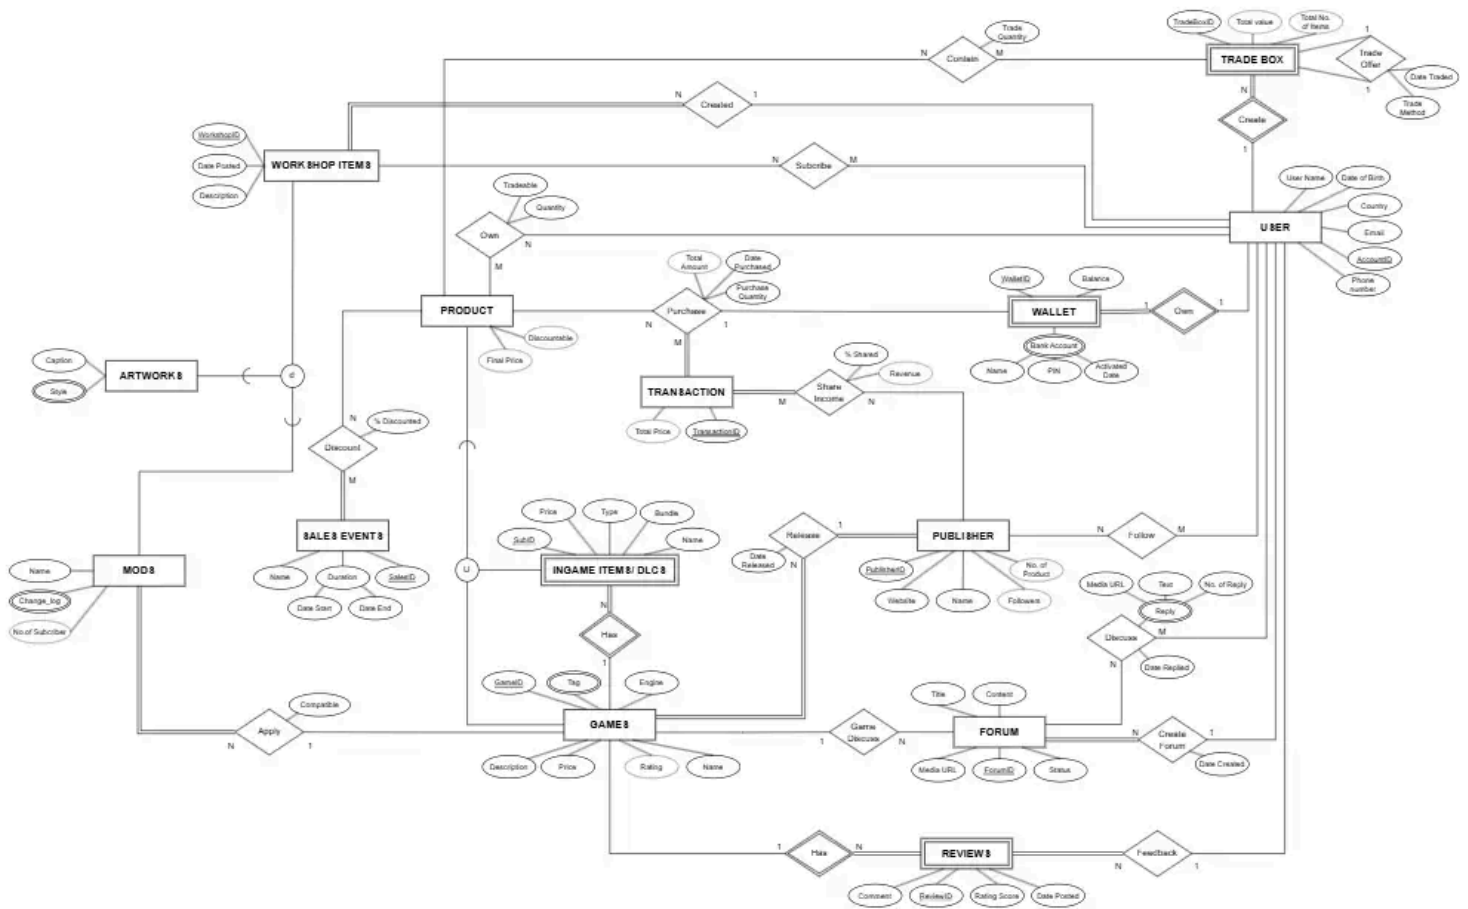 TradeBoxID
Total value
Total No.
of Items
Trade
Quantity
N
Contain
M
TRADE BOX
1
Trade
Offer
1
Date Traded
Trade
Method
N
Create
1
N
Created
1
WorkshopID
Date Posted
Description
WORKSHOP ITEMS
N
Subcribe
M
User Name
Date of Birth
Country
Email
AccountID
Phone
number
USER
Tradeable
Quantity
Own
N
M
Total
Amount
Date
Purchased
Purchase
Quantity
WalletID
Balance
PRODUCT
Purchase
N
1
M
WALLET
1
Own
1
Discountable
Final Price
Bank Account
Name
PIN
Activated
Date
Caption
Style
ARTWORKS
d
TRANSACTION
M
Share
Income
N
% Shared
Revenue
Total Price
TransactionID
N
% Discounted
Discount
M
SALES EVENTS
Name
Duration
SalesID
Date Start
Date End
Price
Type
Bundle
SubID
Name
U
INGAME ITEMS/ DLCS
Release
1
Date
Released
N
PUBLISHER
N
Follow
M
PublisherID
No. of
Product
Website
Name
Followers
MODS
Name
Change_log
No.of Subcriber
N
Has
1
Media URL
Text
No. of Reply
Reply
Discuss
M
N
Date Replied
GameID
Tag
Engine
GAMES
Description
Price
Rating
Name
Compatible
Apply
N
1
1
Game
Discuss
N
Title
Content
FORUM
Media URL
ForumID
Status
N
Create
Forum
1
Date Created
1
Has
N
REVIEWS
N
Feedback
1
Comment
ReviewID
Rating Score
Date Posted